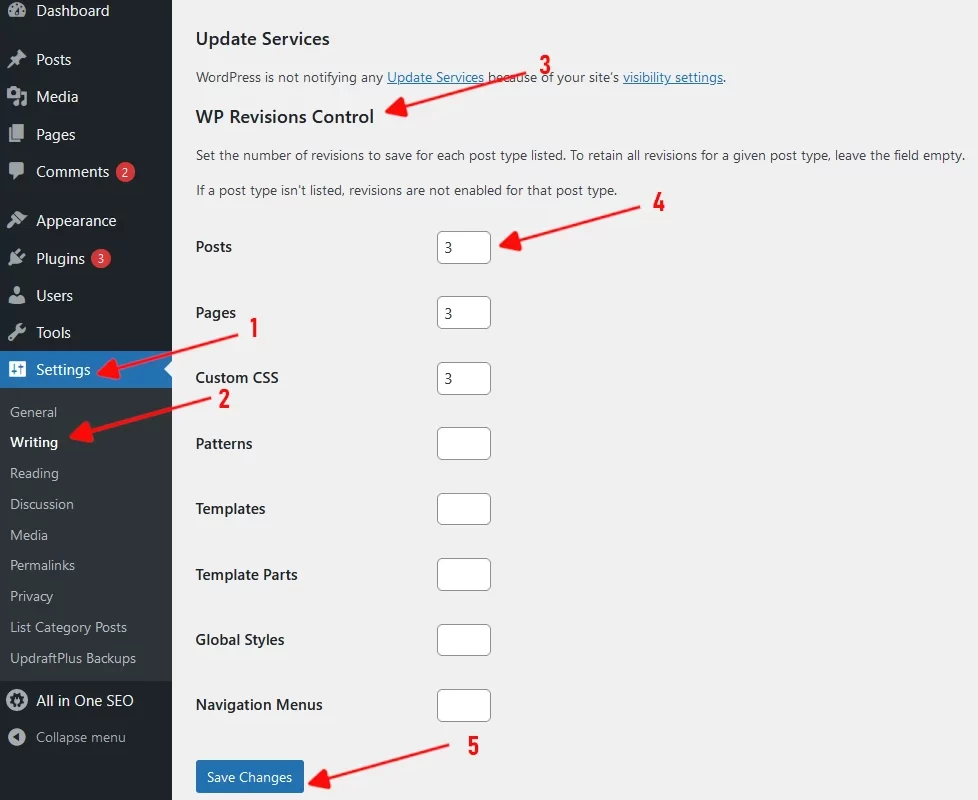 Dashboard
Posts
Media
Pages
Comments 2
Appearance
Plugins 3
Users
Tools
1
Settings
2
General
Writing
Reading
Discussion
Media
Permalinks
Privacy
List Category Posts
UpdraftPlus Backups
All in One SEO
Collapse menu
Update Services
3
WordPress is not notifying any Update Services because of your site's visibility settings.
WP Revisions Control
Set the number of revisions to save for each post type listed. To retain all revisions for a given post type, leave the field empty.
If a post type isn't listed, revisions are not enabled for that post type.
4
Posts 3
Pages 3
Custom CSS 3
Patterns
Templates
Template Parts
Global Styles
Navigation Menus
5
Save Changes